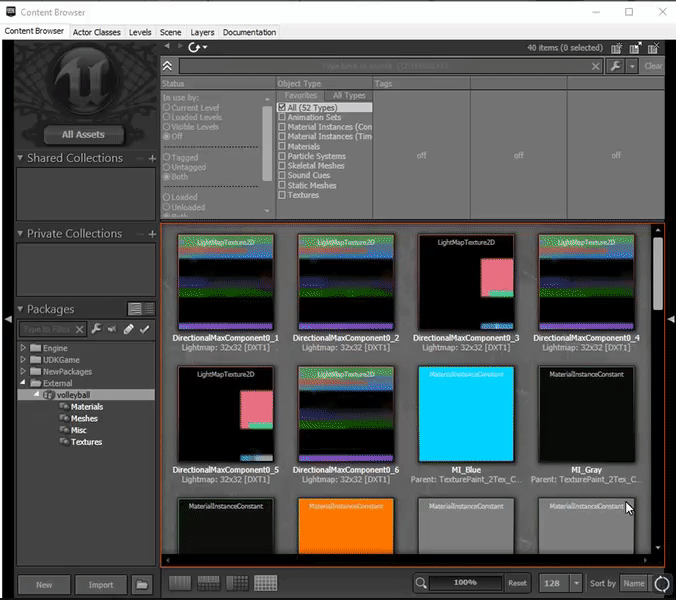 Content Browser
Content Browser Actor Classes Levels Scene Layers Documentation
40 items (0 selected)
Clear
Status Object Type Tags
In use by: Favorites All Types
Current Level All (52 Types)
Loaded Levels Animation Sets
Visible Levels Material Instances (Con
Off Material Instances (Tim
Materials
Tagged Particle Systems off off off
Untagged Skeletal Meshes
Both Sound Cues
Static Meshes
Loaded Textures
Unloaded
Both
All Assets
Shared Collections
Private Collections
Packages
Type to Filter
Engine
UDKGame
NewPackages
External
volleyball
Materials
Meshes
Misc
Textures
New Import
LightMapTexture2D LightMapTexture2D LightMapTexture2D LightMapTexture2D
DirectionalMaxComponent0_1 DirectionalMaxComponent0_2 DirectionalMaxComponent0_3 DirectionalMaxComponent0_4
Lightmap: 32x32 [DXT1] Lightmap: 32x32 [DXT1] Lightmap: 32x32 [DXT1] Lightmap: 32x32 [DXT1]
LightMapTexture2D LightMapTexture2D MaterialInstanceConstant MaterialInstanceConstant
DirectionalMaxComponent0_5 DirectionalMaxComponent0_6 MI_Blue MI_Gray
Lightmap: 32x32 [DXT1] Lightmap: 32x32 [DXT1] Parent: TexturePaint_2Tex_C... Parent: TexturePaint_2Tex_C...
MaterialInstanceConstant MaterialInstanceConstant MaterialInstanceConstant MaterialInstanceConstant
100% Reset 128 Sort by Name